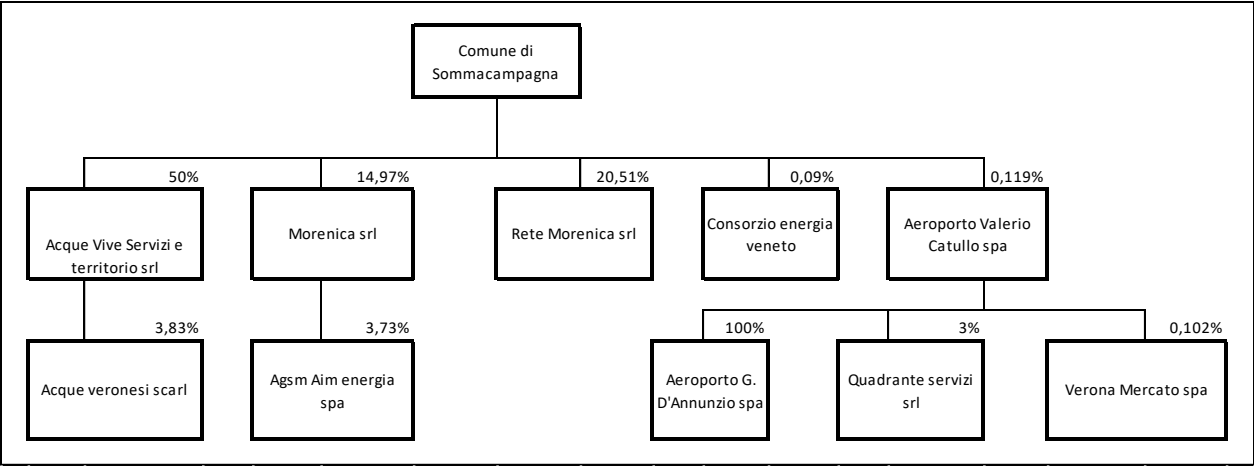 Comune di
Sommacampagna
50%
14,97%
20,51%
0,09%
0,119%
Acque Vive Servizi e
territorio srl
Morenica srl
Rete Morenica srl
Consorzio energia
veneto
Aeroporto Valerio
Catullo spa
3,83%
3,73%
100%
3%
0,102%
Acque veronesi scarl
Agsm Aim energia
spa
Aeroporto G.
D'Annunzio spa
Quadrante servizi
srl
Verona Mercato spa